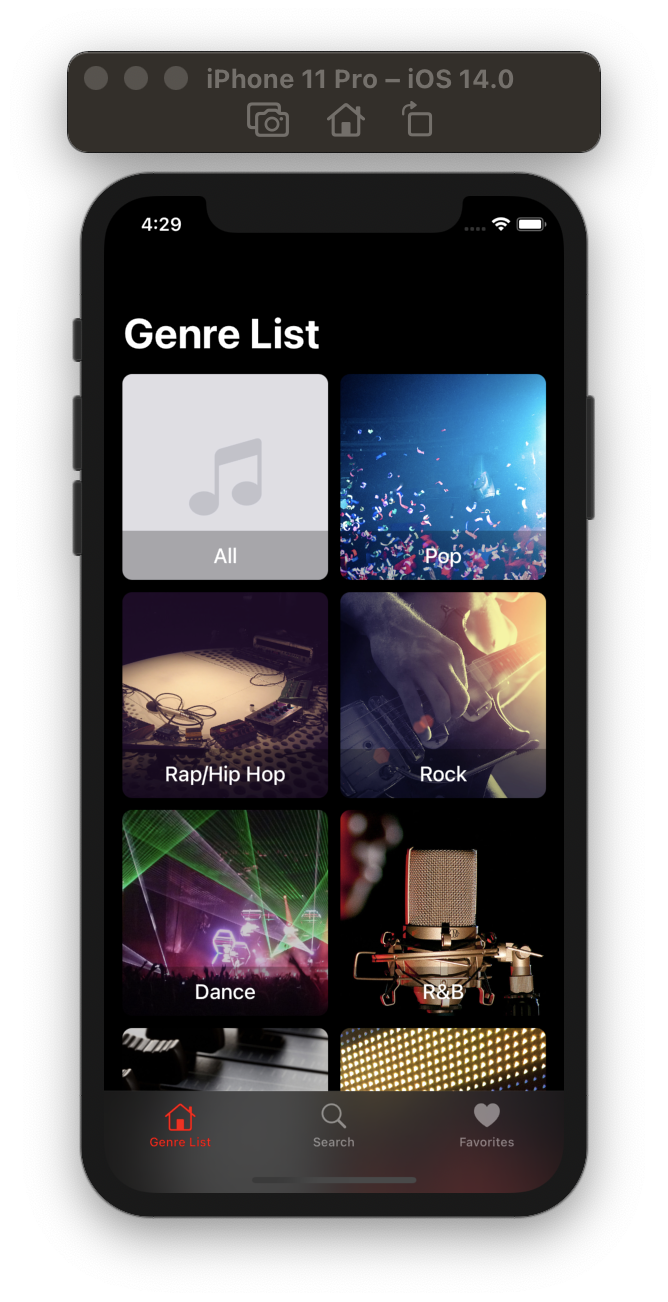 iPhone 11 Pro – iOS 14.0
4:29
Genre List
All
Pop
Rap/Hip Hop
Rock
Dance
R&B
Genre List
Search
Favorites